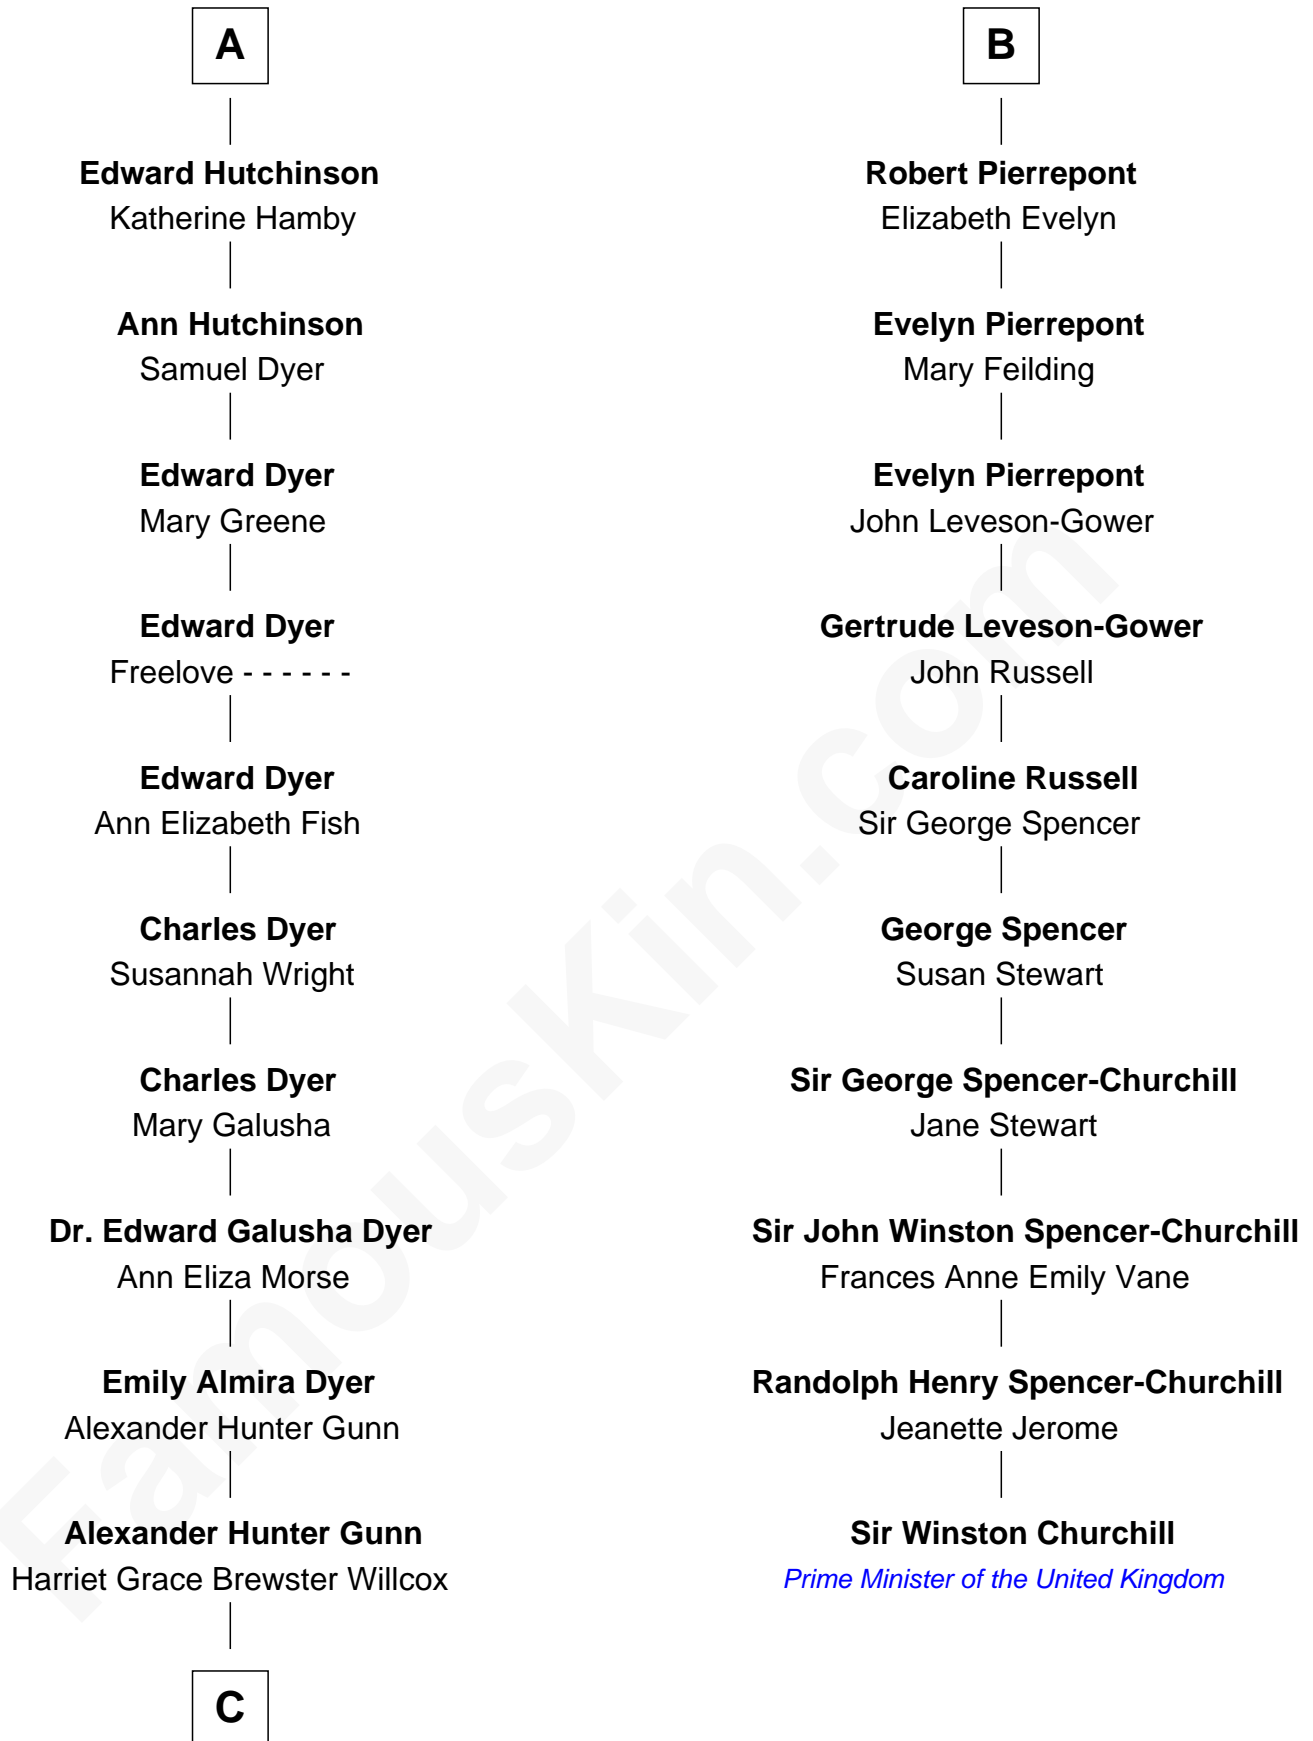 A
Edward Hutchinson
Katherine Hamby
Ann Hutchinson
Samuel Dyer
Edward Dyer
Mary Greene
Edward Dyer
Freelove - - - - - -
Edward Dyer
Ann Elizabeth Fish
Charles Dyer
Susannah Wright
Charles Dyer
Mary Galusha
Dr. Edward Galusha Dyer
Ann Eliza Morse
Emily Almira Dyer
Alexander Hunter Gunn
Alexander Hunter Gunn
Harriet Grace Brewster Willcox
C
B
Robert Pierrepont
Elizabeth Evelyn
Evelyn Pierrepont
Mary Feilding
Evelyn Pierrepont
John Leveson-Gower
Gertrude Leveson-Gower
John Russell
Caroline Russell
Sir George Spencer
George Spencer
Susan Stewart
Sir George Spencer-Churchill
Jane Stewart
Sir John Winston Spencer-Churchill
Frances Anne Emily Vane
Randolph Henry Spencer-Churchill
Jeanette Jerome
Sir Winston Churchill
Prime Minister of the United Kingdom
FamousKin.com